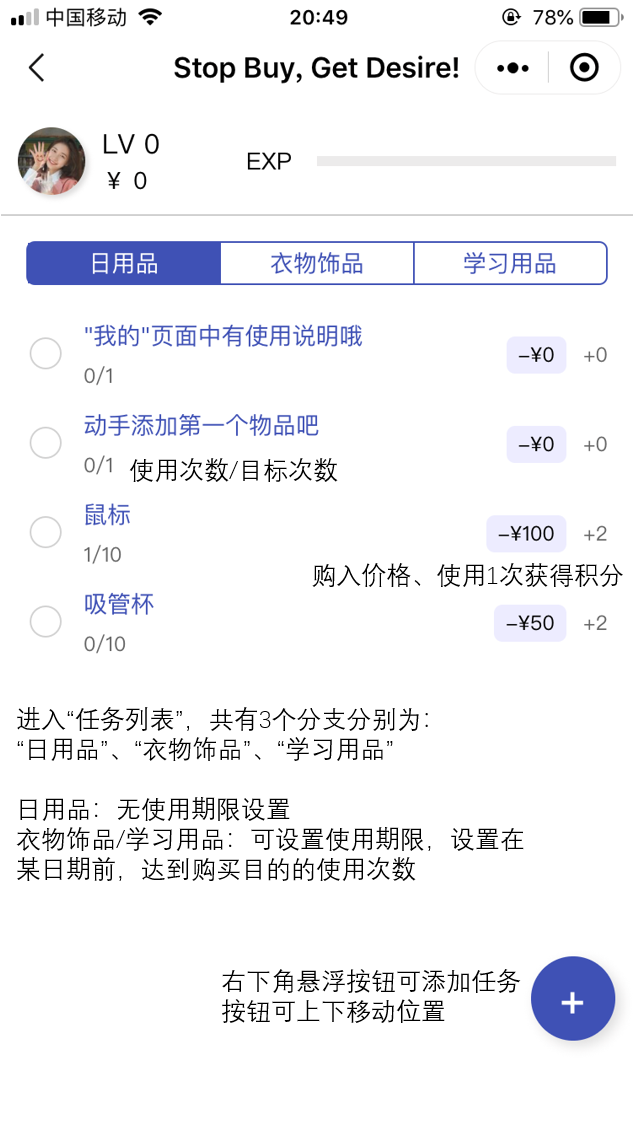 中国移动 20:49 78%
Stop Buy, Get Desire!
LV 0
¥ 0
EXP
日用品 衣物饰品 学习用品
"我的"页面中有使用说明哦
−¥0 +0
0/1
动手添加第一个物品吧
−¥0 +0
0/1 使用次数/目标次数
鼠标
−¥100 +2
1/10
购入价格、使用1次获得积分
吸管杯
−¥50 +2
0/10
进入“任务列表”，共有3个分支分别为：
“日用品”、“衣物饰品”、“学习用品”
日用品：无使用期限设置
衣物饰品/学习用品：可设置使用期限，设置在
某日期前，达到购买目的的使用次数
右下角悬浮按钮可添加任务
按钮可上下移动位置
+